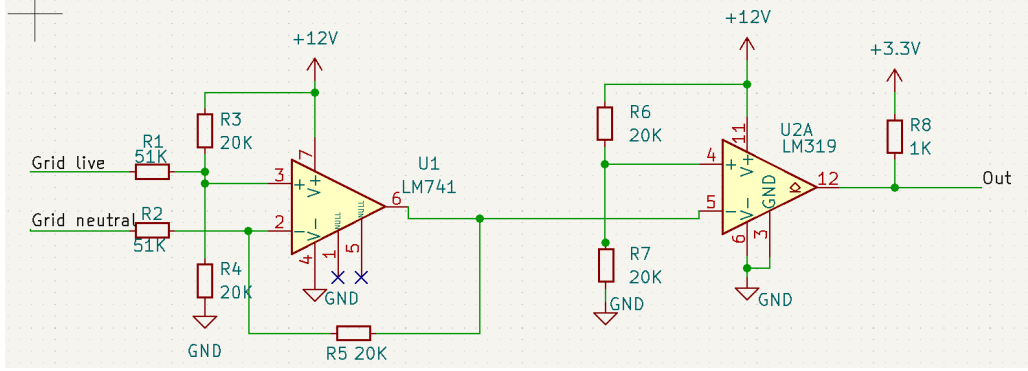 +12V
+12V
+3.3V
R3
20K
R6
20K
R8
1K
R1
51K
Grid live
U1
LM741
U2A
LM319
7
3
+
V+
6
NULL
NULL
2
-
V-
4
1
5
11
4
+
V+
GND
12
5
-
V-
6
3
Out
Grid neutral
R2
51K
R4
20K
GND
R7
20K
GND
GND
GND
R5 20K